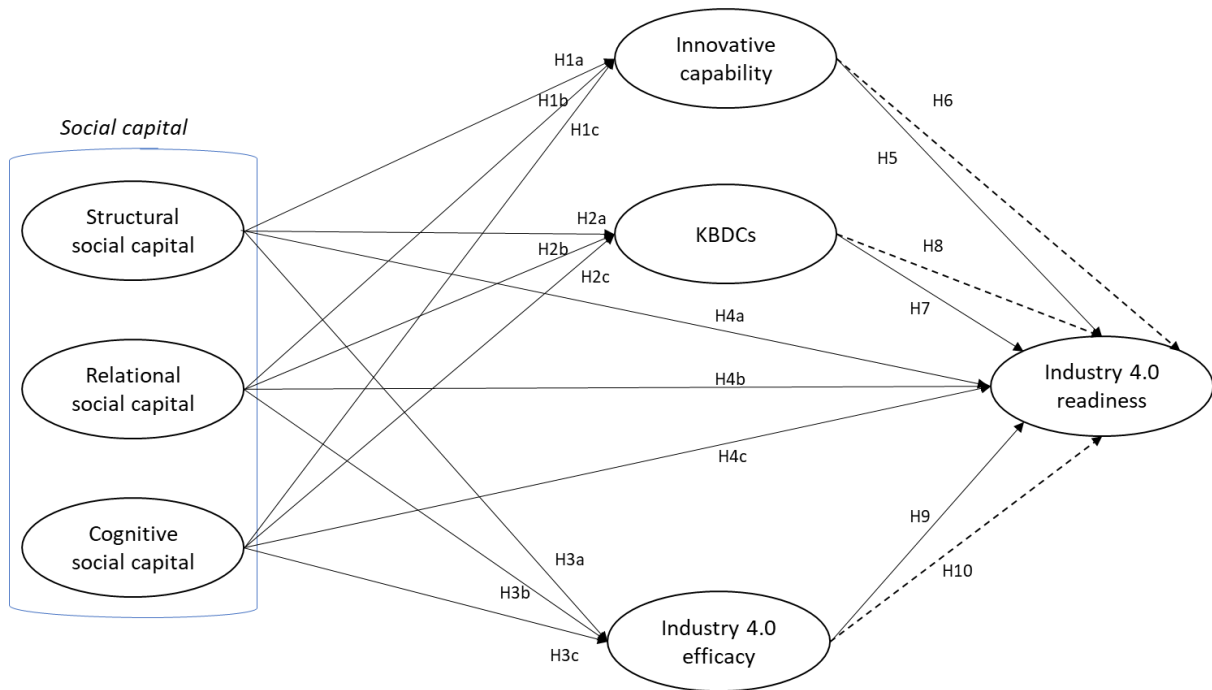 Innovative
capability
H1a
H1b
H1c
H6
H5
Social capital
Structural
social capital
H2a
H2b
H2c
KBDCs
H8
H7
H4a
Relational
social capital
H4b
Industry 4.0
readiness
H4c
Cognitive
social capital
H3a
H3b
H3c
Industry 4.0
efficacy
H9
H10